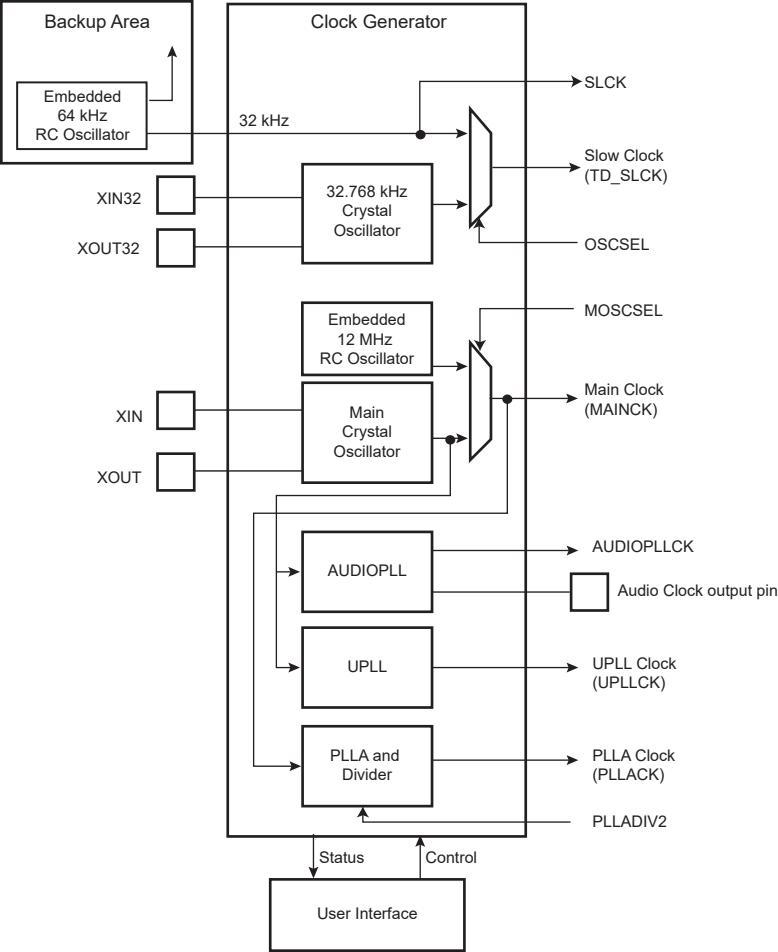 Backup Area
Clock Generator
Embedded
64 kHz
RC Oscillator
32 kHz
SLCK
Slow Clock
(TD_SLCK)
XIN32
XOUT32
32.768 kHz
Crystal
Oscillator
OSCSEL
MOSCSEL
Embedded
12 MHz
RC Oscillator
Main Clock
(MAINCK)
XIN
XOUT
Main
Crystal
Oscillator
AUDIOPLL
AUDIOPLLCK
Audio Clock output pin
UPLL
UPLL Clock
(UPLLCK)
PLLA and
Divider
PLLA Clock
(PLLACK)
PLLADIV2
Status
Control
User Interface